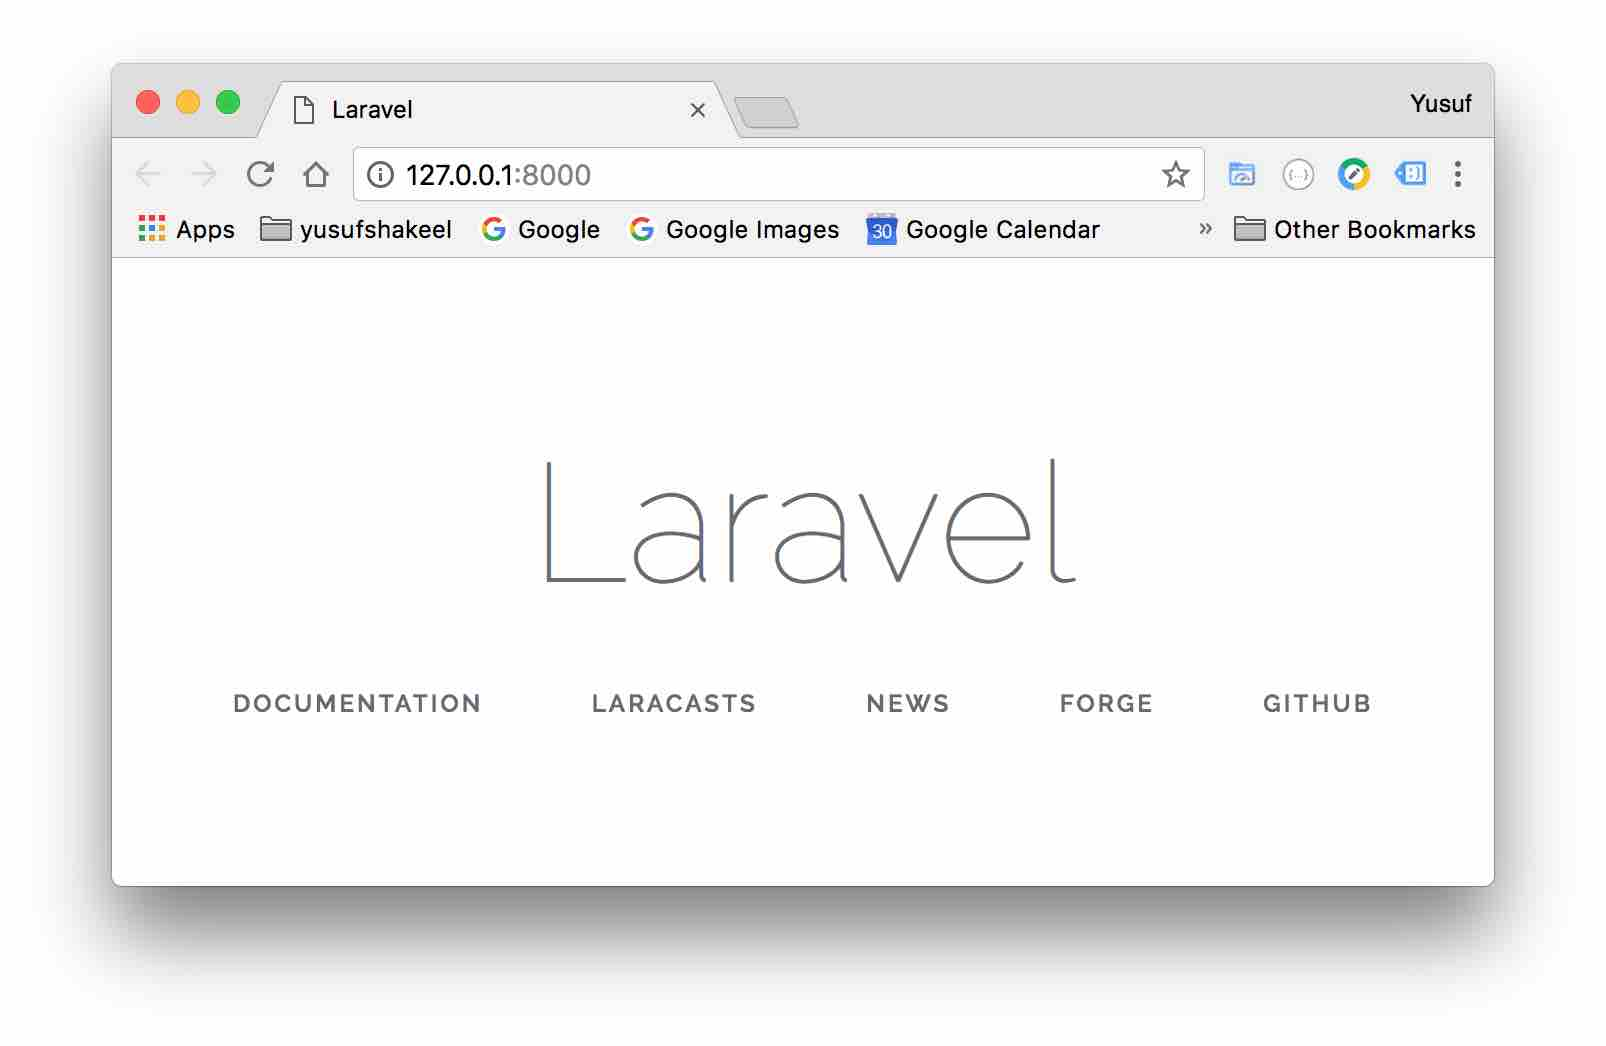 Laravel
Yusuf
127.0.0.1:8000
Apps yusufshakeel Google Google Images 30 Google Calendar » Other Bookmarks
Laravel
DOCUMENTATION LARACASTS NEWS FORGE GITHUB